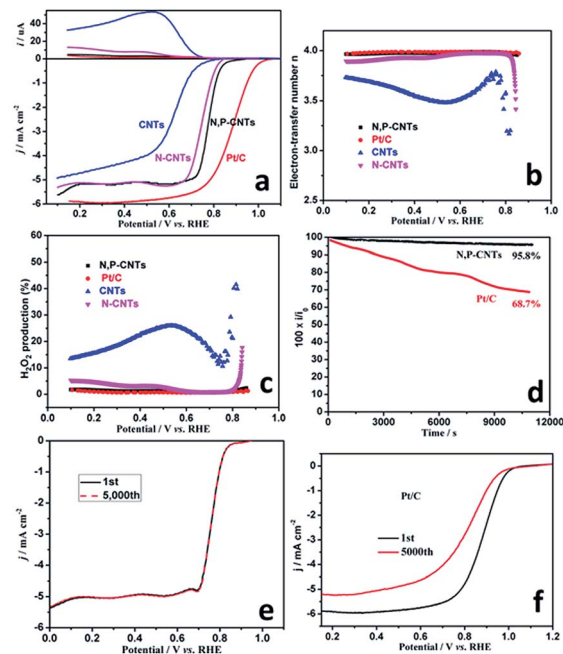 i / uA
40
20
0
j / mA cm⁻²
-1
-2
-3
-4
-5
-6
CNTs
N-CNTs
N,P-CNTs
Pt/C
a
0.0 0.2 0.4 0.6 0.8 1.0
Potential / V vs. RHE
Electron-transfer number n
4.0
3.5
3.0
2.5
N,P-CNTs
Pt/C
CNTs
N-CNTs
b
0.0 0.2 0.4 0.6 0.8 1.0
Potential / V vs. RHE
H₂O₂ production (%)
60
50
40
30
20
10
0
N,P-CNTs
Pt/C
CNTs
N-CNTs
c
0.0 0.2 0.4 0.6 0.8 1.0
Potential / V vs. RHE
100 x i/i₀
100
90
80
70
60
50
40
30
20
10
0
N,P-CNTs
95.8%
Pt/C
68.7%
d
0 3000 6000 9000 12000
Time / s
j / mA cm⁻²
0
-1
-2
-3
-4
-5
-6
1st
5,000th
e
0.0 0.2 0.4 0.6 0.8 1.0 1.2
Potential / V vs. RHE
j / mA cm⁻²
0
-1
-2
-3
-4
-5
-6
-7
Pt/C
1st
5000th
f
0.2 0.4 0.6 0.8 1.0 1.2
Potential / V vs. RHE